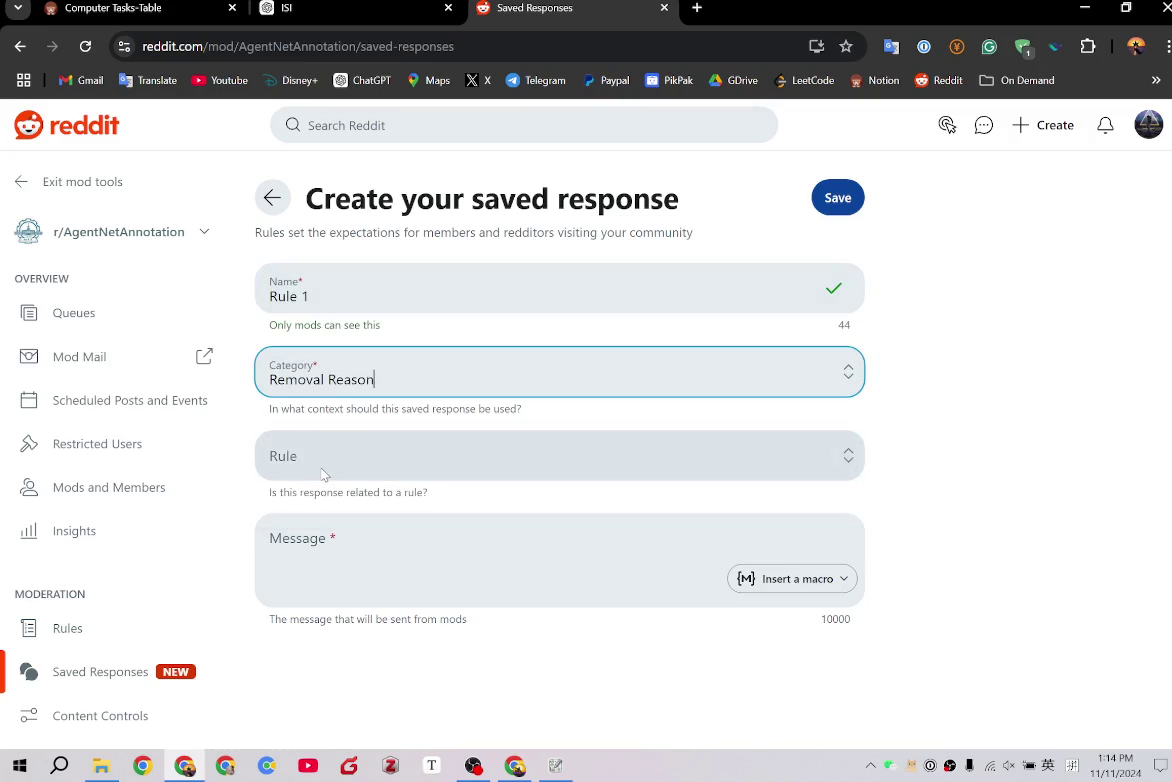 Computer Tasks-Table
ISI
Saved Responses
reddit.com/mod/AgentNetAnnotation/saved-responses
1
Gmail
Translate
Youtube
Disney+
ChatGPT
Maps
X
Telegram
Paypal
PikPak
GDrive
LeetCode
Notion
Reddit
On Demand
reddit
Search Reddit
Create
Exit mod tools
r/AgentNetAnnotation
OVERVIEW
Queues
Mod Mail
Scheduled Posts and Events
Restricted Users
Mods and Members
Insights
MODERATION
Rules
Saved Responses NEW
Content Controls
Create your saved response
Save
Rules set the expectations for members and redditors visiting your community
Name*
Rule 1
Only mods can see this
44
Category*
Removal Reason
In what context should this saved response be used?
Rule
Is this response related to a rule?
Message *
{M} Insert a macro
The message that will be sent from mods
10000
英
拼
1:14 PM
11/11/2024